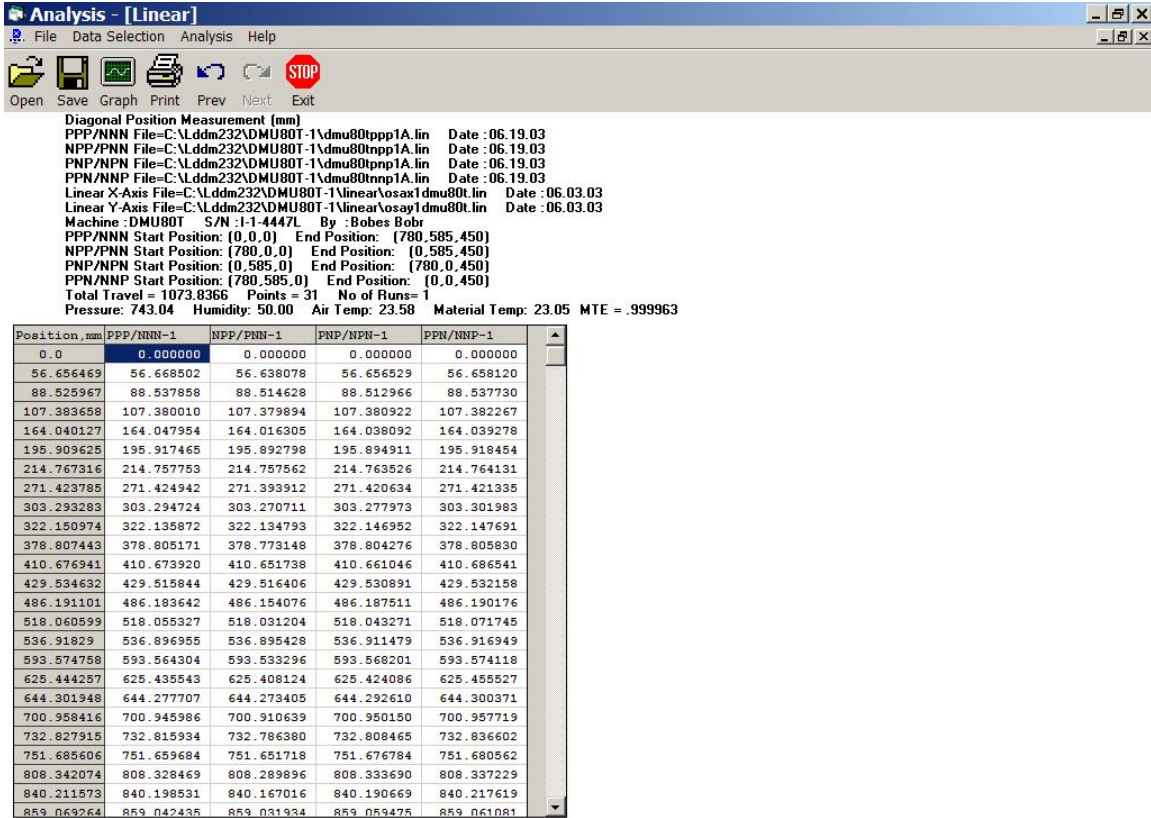 Analysis - [Linear]
File Data Selection Analysis Help
STOP
Open Save Graph Print Prev Next Exit
Diagonal Position Measurement (mm)
PPP/NNN File=C:\Lddm232\DMU80T-1\dmu80tppp1A.lin Date :06.19.03
NPP/PNN File=C:\Lddm232\DMU80T-1\dmu80tpnn1A.lin Date :06.19.03
PNP/NPN File=C:\Lddm232\DMU80T-1\dmu80tpnp1A.lin Date :06.19.03
PPN/NNP File=C:\Lddm232\DMU80T-1\dmu80tnnp1A.lin Date :06.19.03
Linear X-Axis File=C:\Lddm232\DMU80T-1\linear\osax1dmu80t.lin Date :06.03.03
Linear Y-Axis File=C:\Lddm232\DMU80T-1\linear\osay1dmu80t.lin Date :06.03.03
Machine :DMU80T S/N :I-1-4447L By :Bobes Bobr
PPP/NNN Start Position: (0,0,0) End Position: (780,585,450)
NPP/PNN Start Position: (780,0,0) End Position: (0,585,450)
PNP/NPN Start Position: (0,585,0) End Position: (780,0,450)
PPN/NNP Start Position: (780,585,0) End Position: (0,0,450)
Total Travel = 1073.8366 Points = 31 No of Runs= 1
Pressure: 743.04 Humidity: 50.00 Air Temp: 23.58 Material Temp: 23.05 MTE = .999963
Position,mm PPP/NNN-1 NPP/PNN-1 PNP/NPN-1 PPN/NNP-1
0.0 0.000000 0.000000 0.000000 0.000000
56.656469 56.668502 56.638078 56.656529 56.658120
88.525967 88.537858 88.514628 88.512966 88.537730
107.383658 107.380010 107.379894 107.380922 107.382267
164.040127 164.047954 164.016305 164.038092 164.039278
195.909625 195.917465 195.892798 195.894911 195.918454
214.767316 214.757753 214.757562 214.763526 214.764131
271.423785 271.424942 271.393912 271.420634 271.421335
303.293283 303.294724 303.270711 303.277973 303.301983
322.150974 322.135872 322.134793 322.146952 322.147691
378.807443 378.805171 378.773148 378.804276 378.805830
410.676941 410.673920 410.651738 410.661046 410.686541
429.534632 429.515844 429.516406 429.530891 429.532158
486.191101 486.183642 486.154076 486.187511 486.190176
518.060599 518.055327 518.031204 518.043271 518.071745
536.91829 536.896955 536.895428 536.911479 536.916949
593.574758 593.564304 593.533296 593.568201 593.574118
625.444257 625.435543 625.408124 625.424086 625.455527
644.301948 644.277707 644.273405 644.292610 644.300371
700.958416 700.945986 700.910639 700.950150 700.957719
732.827915 732.815934 732.786380 732.808465 732.836602
751.685606 751.659684 751.651718 751.676784 751.680562
808.342074 808.328469 808.289896 808.333690 808.337229
840.211573 840.198531 840.167016 840.190669 840.217619
859.069264 859.042435 859.031934 859.059475 859.061081